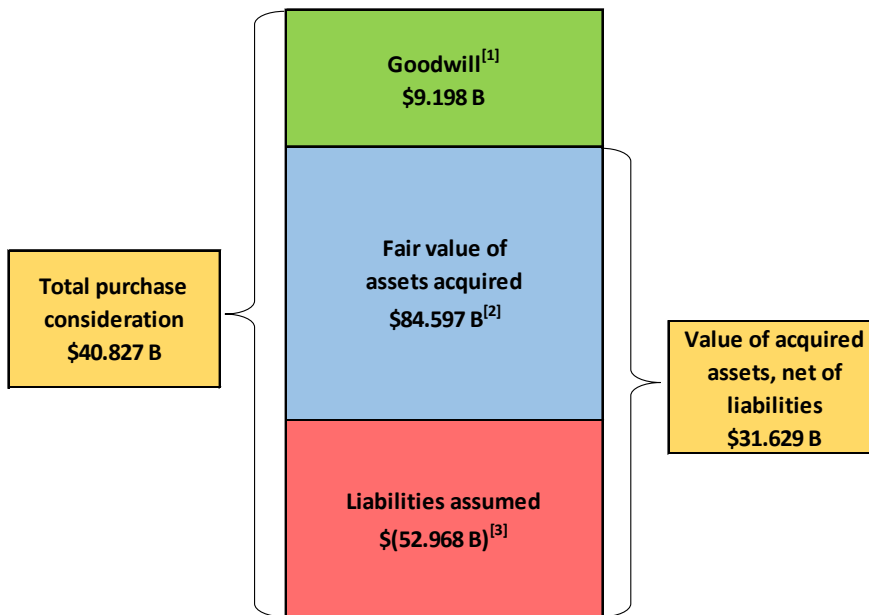 Goodwill[1]
$9.198 B
Fair value of
assets acquired
$84.597 B[2]
Total purchase
consideration
$40.827 B
Value of acquired
assets, net of
liabilities
$31.629 B
Liabilities assumed
$(52.968 B)[3]